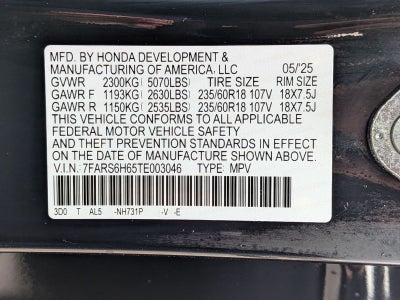 MFD. BY HONDA DEVELOPMENT &
MANUFACTURING OF AMERICA, LLC 05/'25
GVWR 2300KG( 5070LBS) TIRE SIZE RIM SIZE
GAWR F 1193KG( 2630LBS) 235/60R18 107V 18X7.5J
GAWR R 1150KG( 2535LBS) 235/60R18 107V 18X7.5J
THIS VEHICLE CONFORMS TO ALL APPLICABLE
FEDERAL MOTOR VEHICLE SAFETY
AND THEFT PREVENTION STANDARDS IN EFFECT
ON THE DATE OF MANUFACTURE SHOWN ABOVE.
V.I.N.: 7FARS6H65TE003046 TYPE: MPV
3D0 T AL5 -NH731P -V -E